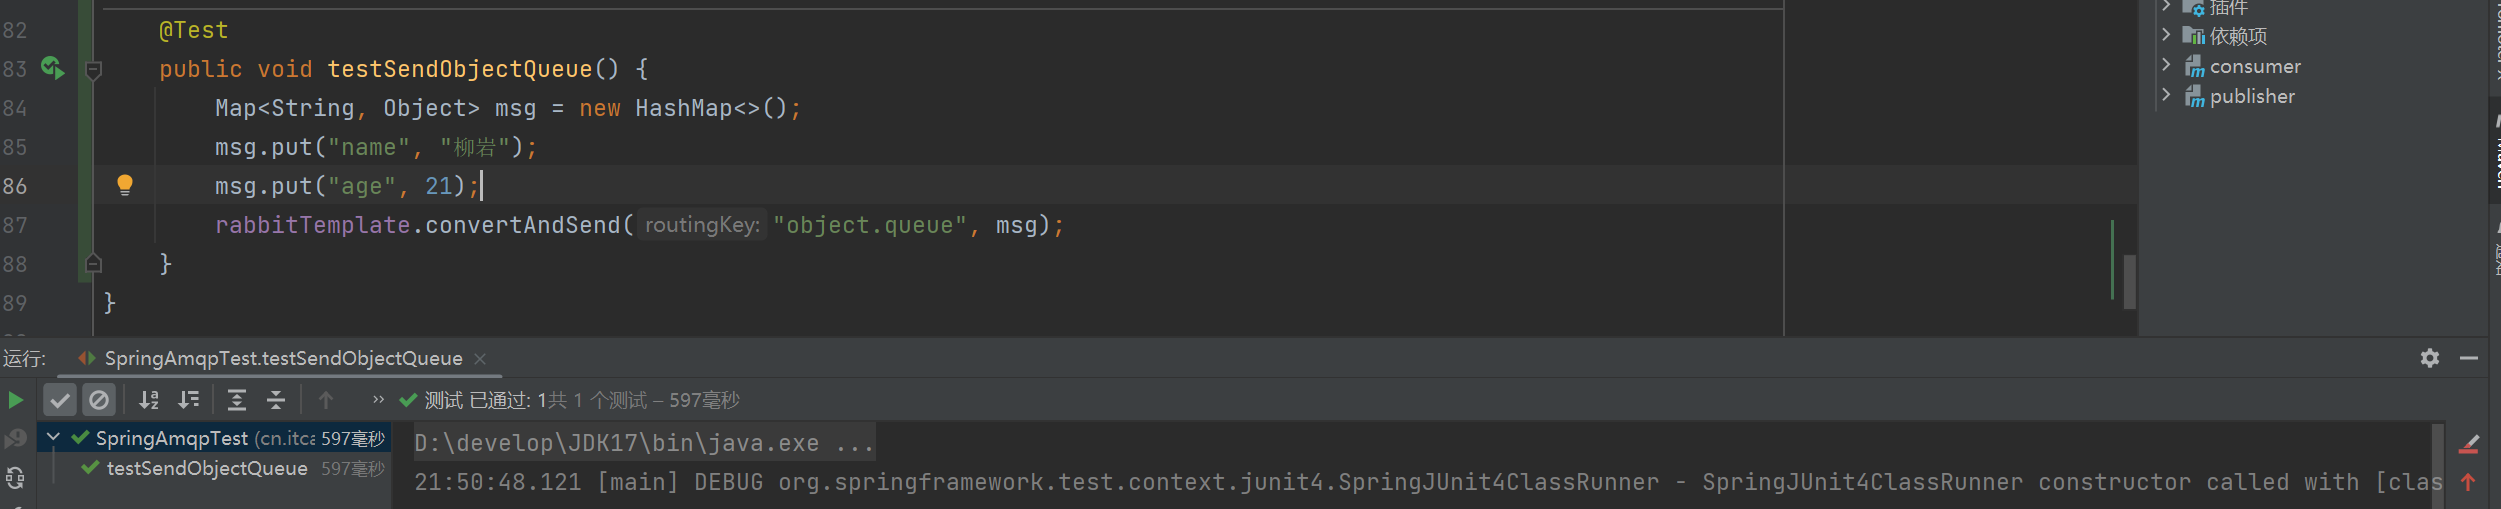 82 @Test
83 public void testSendObjectQueue() {
84 Map<String, Object> msg = new HashMap<>();
85 msg.put("name", "柳岩");
86 msg.put("age", 21);
87 rabbitTemplate.convertAndSend( routingKey: "object.queue", msg);
88 }
89 }
插件
依赖项
consumer
publisher
Maven
运行: SpringAmqpTest.testSendObjectQueue
测试 已通过: 1共 1 个测试 – 597毫秒
SpringAmqpTest (cn.itca 597毫秒
testSendObjectQueue 597毫秒
D:\develop\JDK17\bin\java.exe ...
21:50:48.121 [main] DEBUG org.springframework.test.context.junit4.SpringJUnit4ClassRunner - SpringJUnit4ClassRunner constructor called with [clas